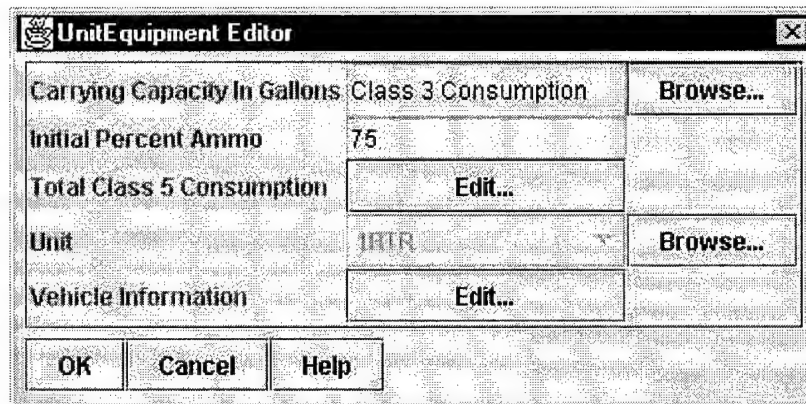 UnitEquipment Editor
Carrying Capacity In Gallons Class 3 Consumption Browse...
Initial Percent Ammo 75
Total Class 5 Consumption Edit...
Unit Browse...
Vehicle Information Edit...
OK Cancel Help